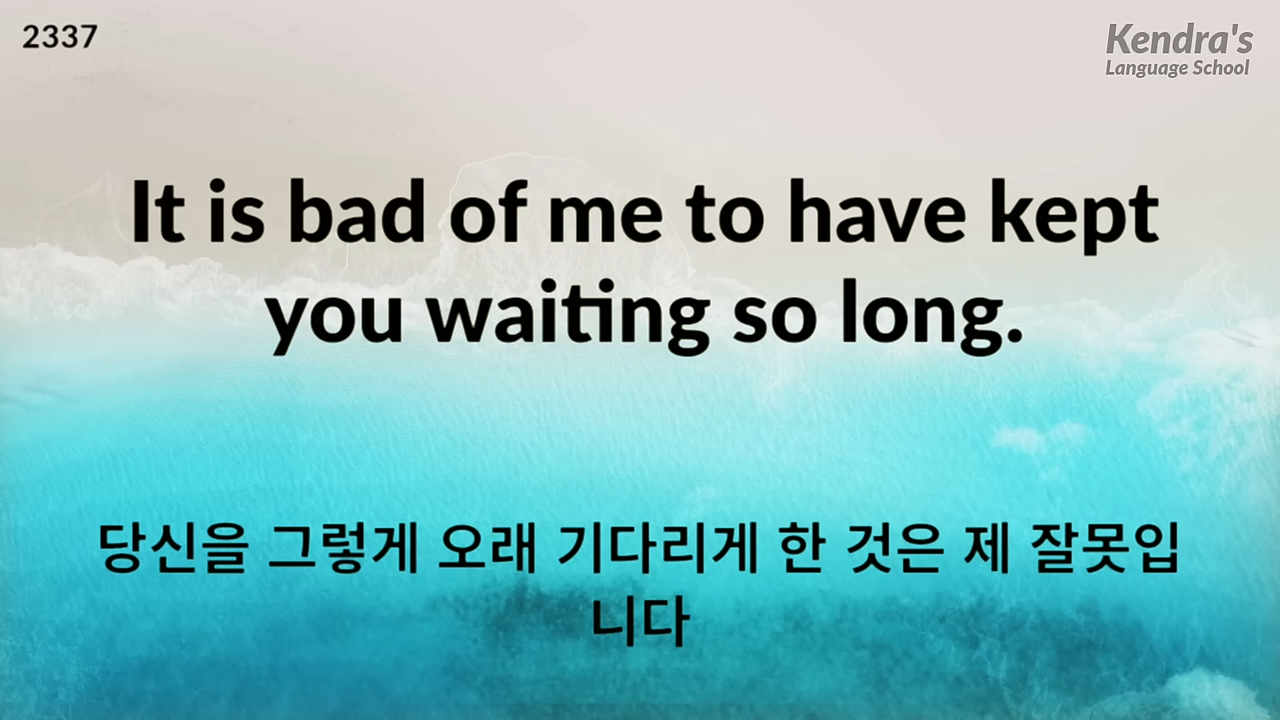 2337
Kendra's
Language School
It is bad of me to have kept
you waiting so long.
당신을 그렇게 오래 기다리게 한 것은 제 잘못입
니다